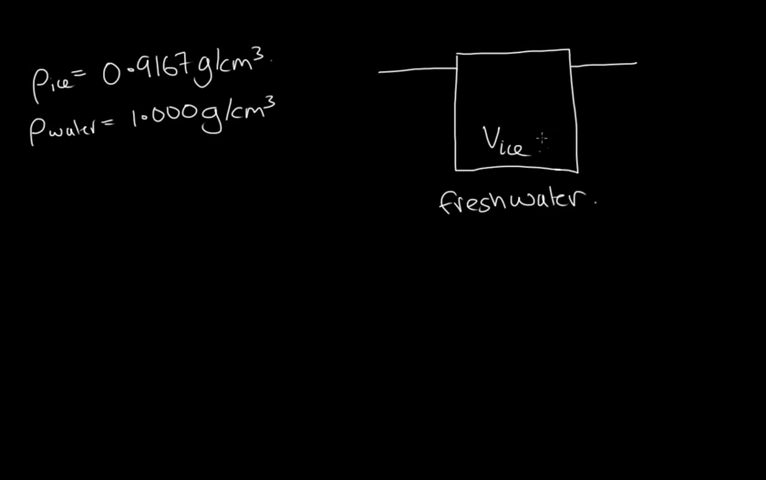 ρice = 0.9167 g/cm³
ρwater = 1.000 g/cm³
Vice
freshwater.